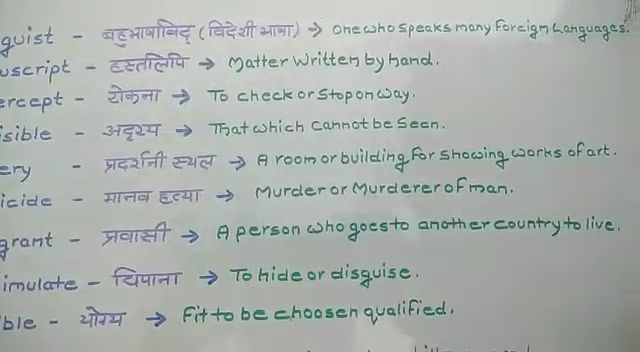 guist - बहुभाषाविद् (विदेशी भाषा) → One who speaks many Foreign Languages.
uscript - हस्तलिपि → Matter Written by hand.
ercept - रोकना → To check or Stop on way.
sible - अदृश्य → That which cannot be seen.
ery - प्रदर्शनी स्थल → A room or building for showing works of art.
icide - मानव हत्या → Murder or Murderer of man.
grant - प्रवासी → A person who goes to another country to live.
imulate - छिपाना → To hide or disguise.
ble - योग्य → Fit to be choosen qualified.